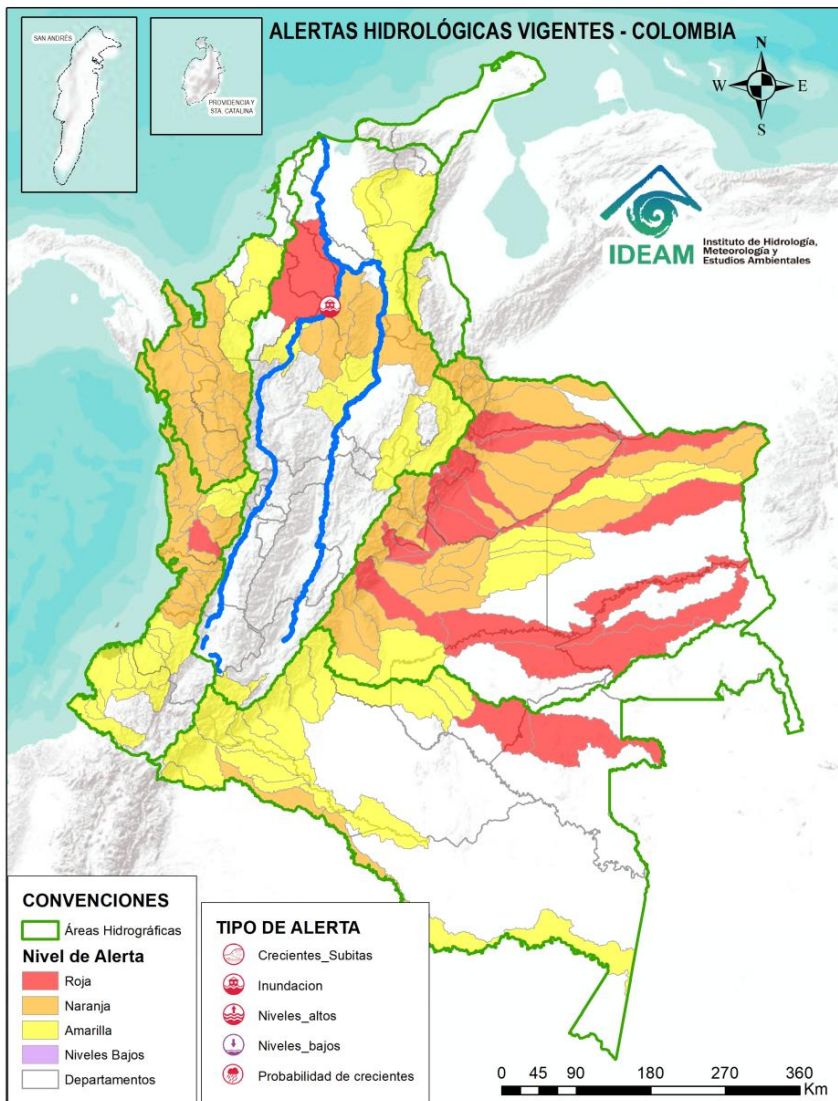 ALERTAS HIDROLÓGICAS VIGENTES - COLOMBIA
SAN ANDRÉS
PROVIDENCIA Y
STA. CATALINA
N
W
E
S
IDEAM
Instituto de Hidrología,
Meteorología y
Estudios Ambientales
CONVENCIONES
Áreas Hidrográficas
Nivel de Alerta
Roja
Naranja
Amarilla
Niveles Bajos
Departamentos
TIPO DE ALERTA
Crecientes_Subitas
Inundacion
Niveles_altos
Niveles_bajos
Probabilidad de crecientes
0 45 90 180 270 360
Km